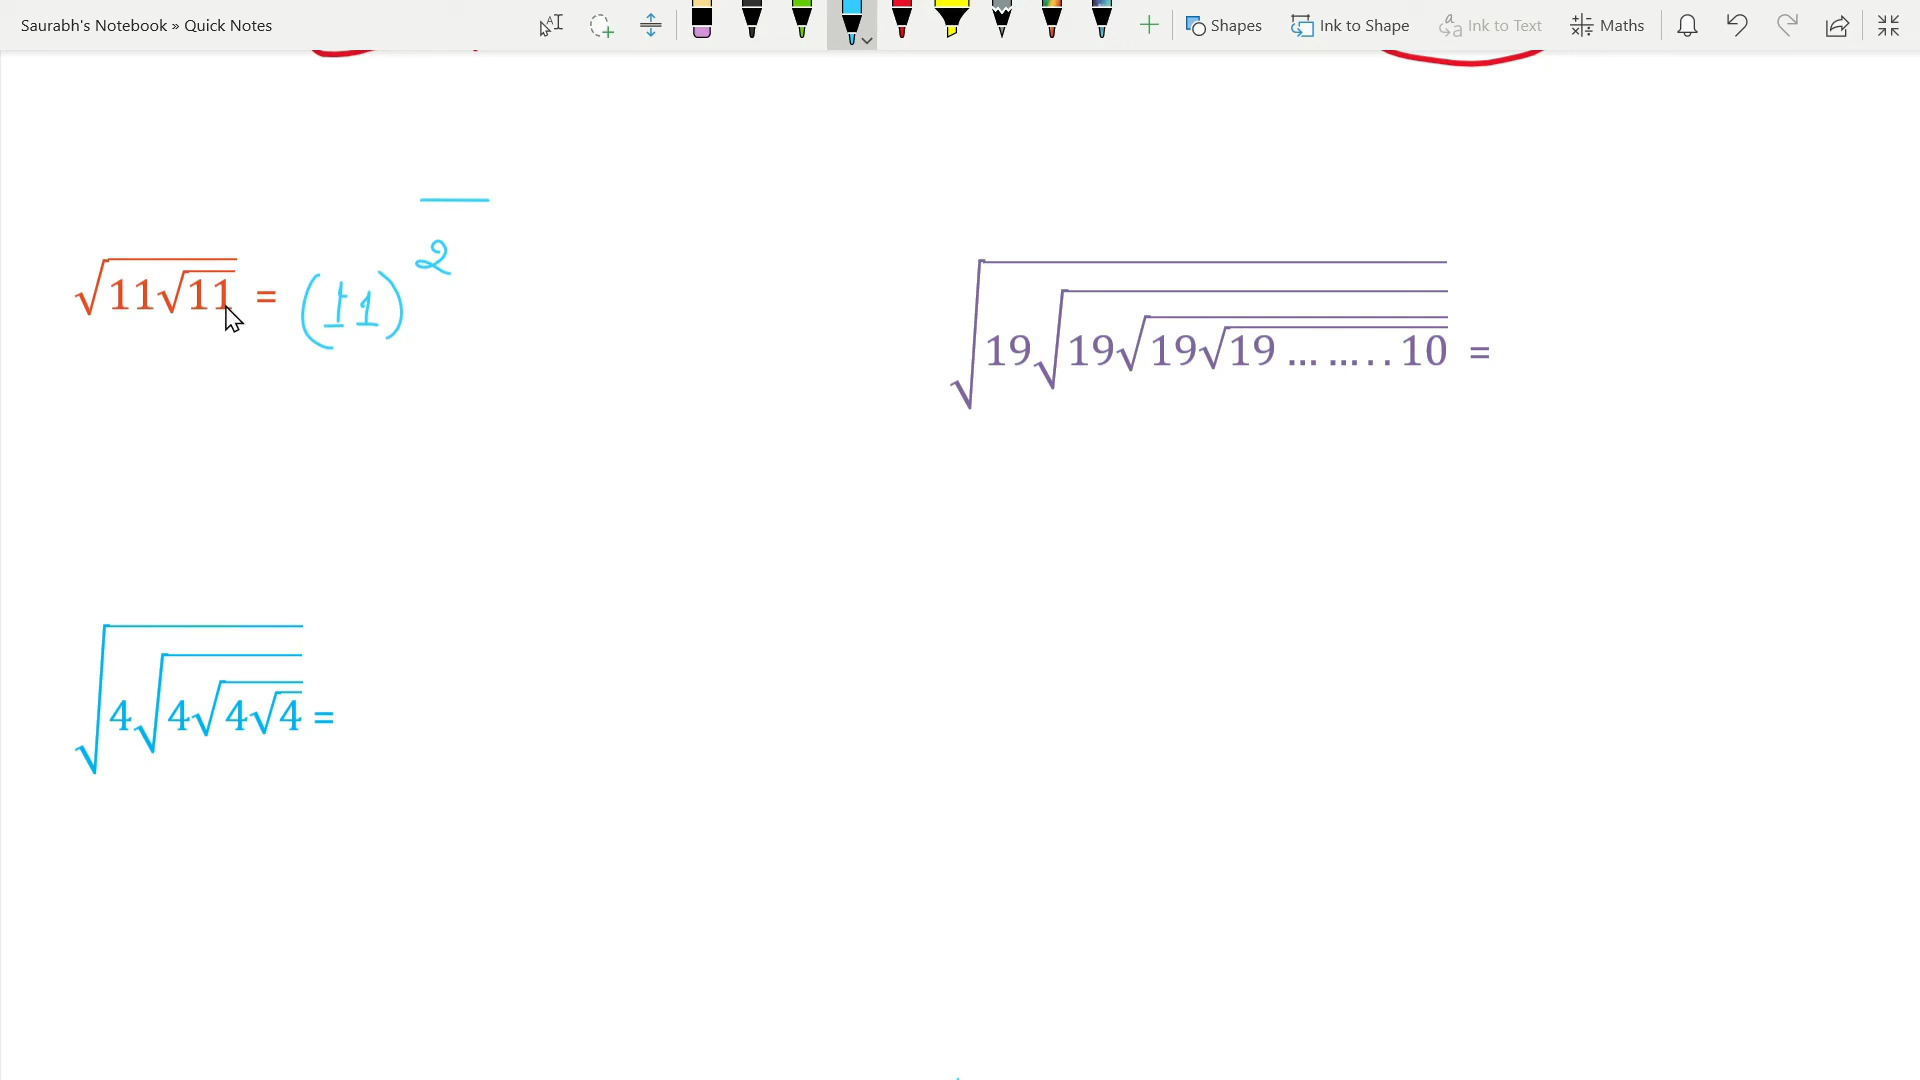 Saurabh's Notebook » Quick Notes
Shapes
Ink to Shape
Ink to Text
Maths
√11√11 = (11)²
√19√19√19√19 ... ... . . 10 =
√4√4√4√4 =